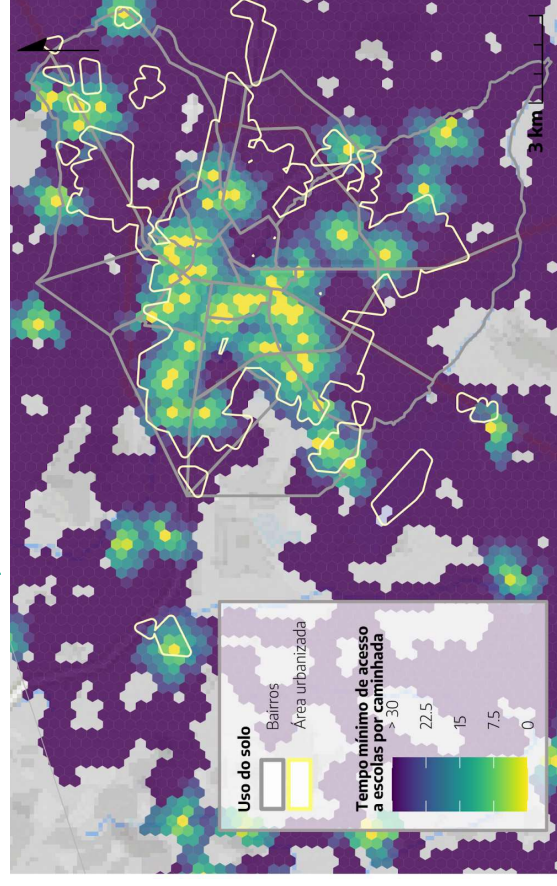 Uso do solo
Bairros
Área urbanizada
Tempo mínimo de acesso
a escolas por caminhada
> 30
22.5
15
7.5
0
3 km